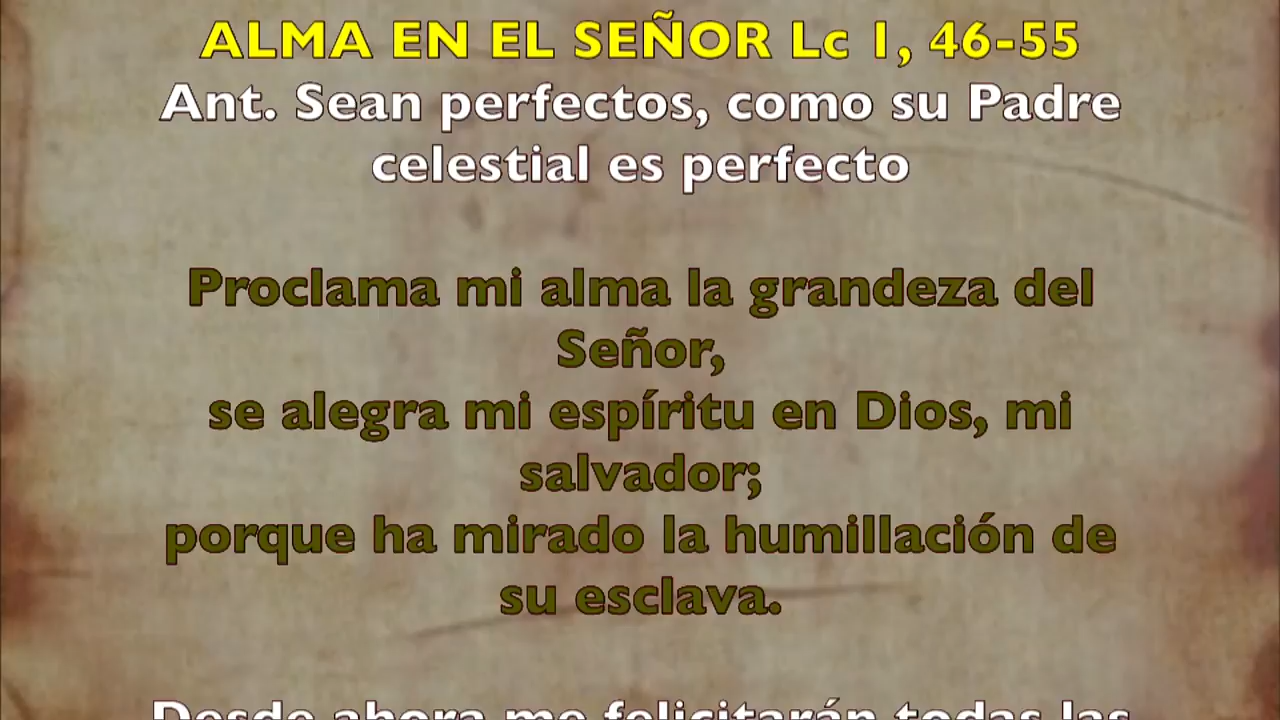 ALMA EN EL SEÑOR Lc 1, 46-55
Ant. Sean perfectos, como su Padre
celestial es perfecto
Proclama mi alma la grandeza del
Señor,
se alegra mi espíritu en Dios, mi
salvador;
porque ha mirado la humillación de
su esclava.
Desde ahora me felicitarán todas las